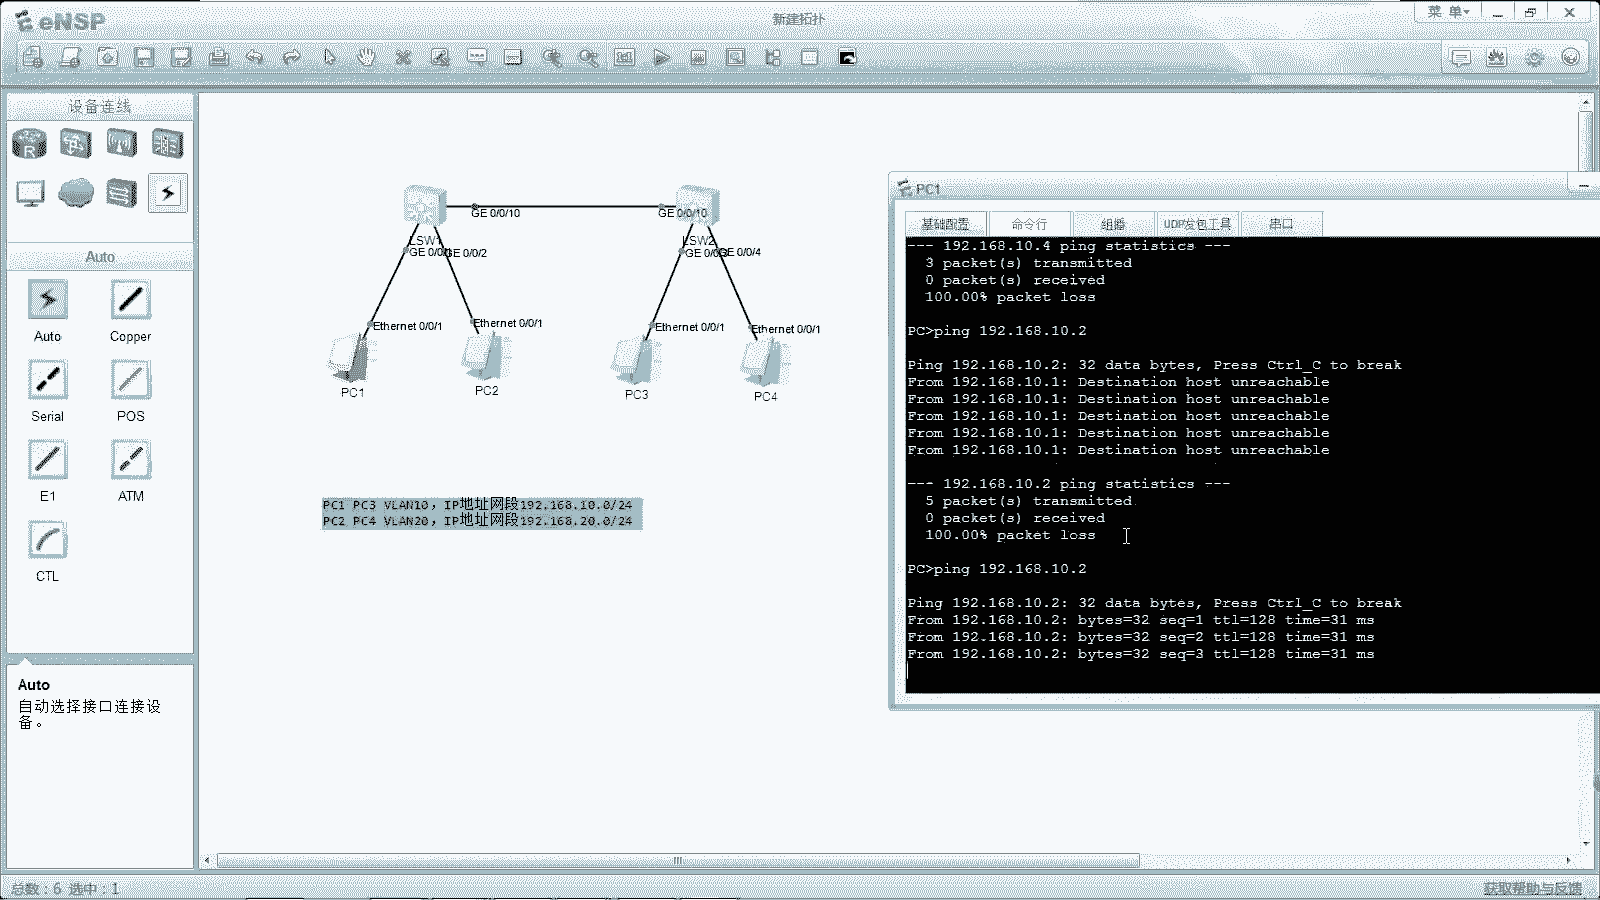 eNSP
新建拓扑
菜 单
设备连线
R
Auto
Auto
Copper
Serial
POS
E1
ATM
CTL
Auto
自动选择接口连接设
备。
GE 0/0/10
GE 0/0/10
LSW1
LSW2
GE 0/0/2
GE 0/0/4
Ethernet 0/0/1
Ethernet 0/0/1
Ethernet 0/0/1
Ethernet 0/0/1
PC1
PC2
PC3
PC4
PC1 PC3 VLAN10，IP地址网段192.168.10.0/24
PC2 PC4 VLAN20，IP地址网段192.168.20.0/24
PC1
基础配置
命令行
组播
UDP发包工具
串口
--- 192.168.10.4 ping statistics ---
3 packet(s) transmitted
0 packet(s) received
100.00% packet loss
PC>ping 192.168.10.2
Ping 192.168.10.2: 32 data bytes, Press Ctrl_C to break
From 192.168.10.1: Destination host unreachable
From 192.168.10.1: Destination host unreachable
From 192.168.10.1: Destination host unreachable
From 192.168.10.1: Destination host unreachable
From 192.168.10.1: Destination host unreachable
--- 192.168.10.2 ping statistics ---
5 packet(s) transmitted
0 packet(s) received
100.00% packet loss
PC>ping 192.168.10.2
Ping 192.168.10.2: 32 data bytes, Press Ctrl_C to break
From 192.168.10.2: bytes=32 seq=1 ttl=128 time=31 ms
From 192.168.10.2: bytes=32 seq=2 ttl=128 time=31 ms
From 192.168.10.2: bytes=32 seq=3 ttl=128 time=31 ms
总数：6 选中：1
获取帮助与反馈